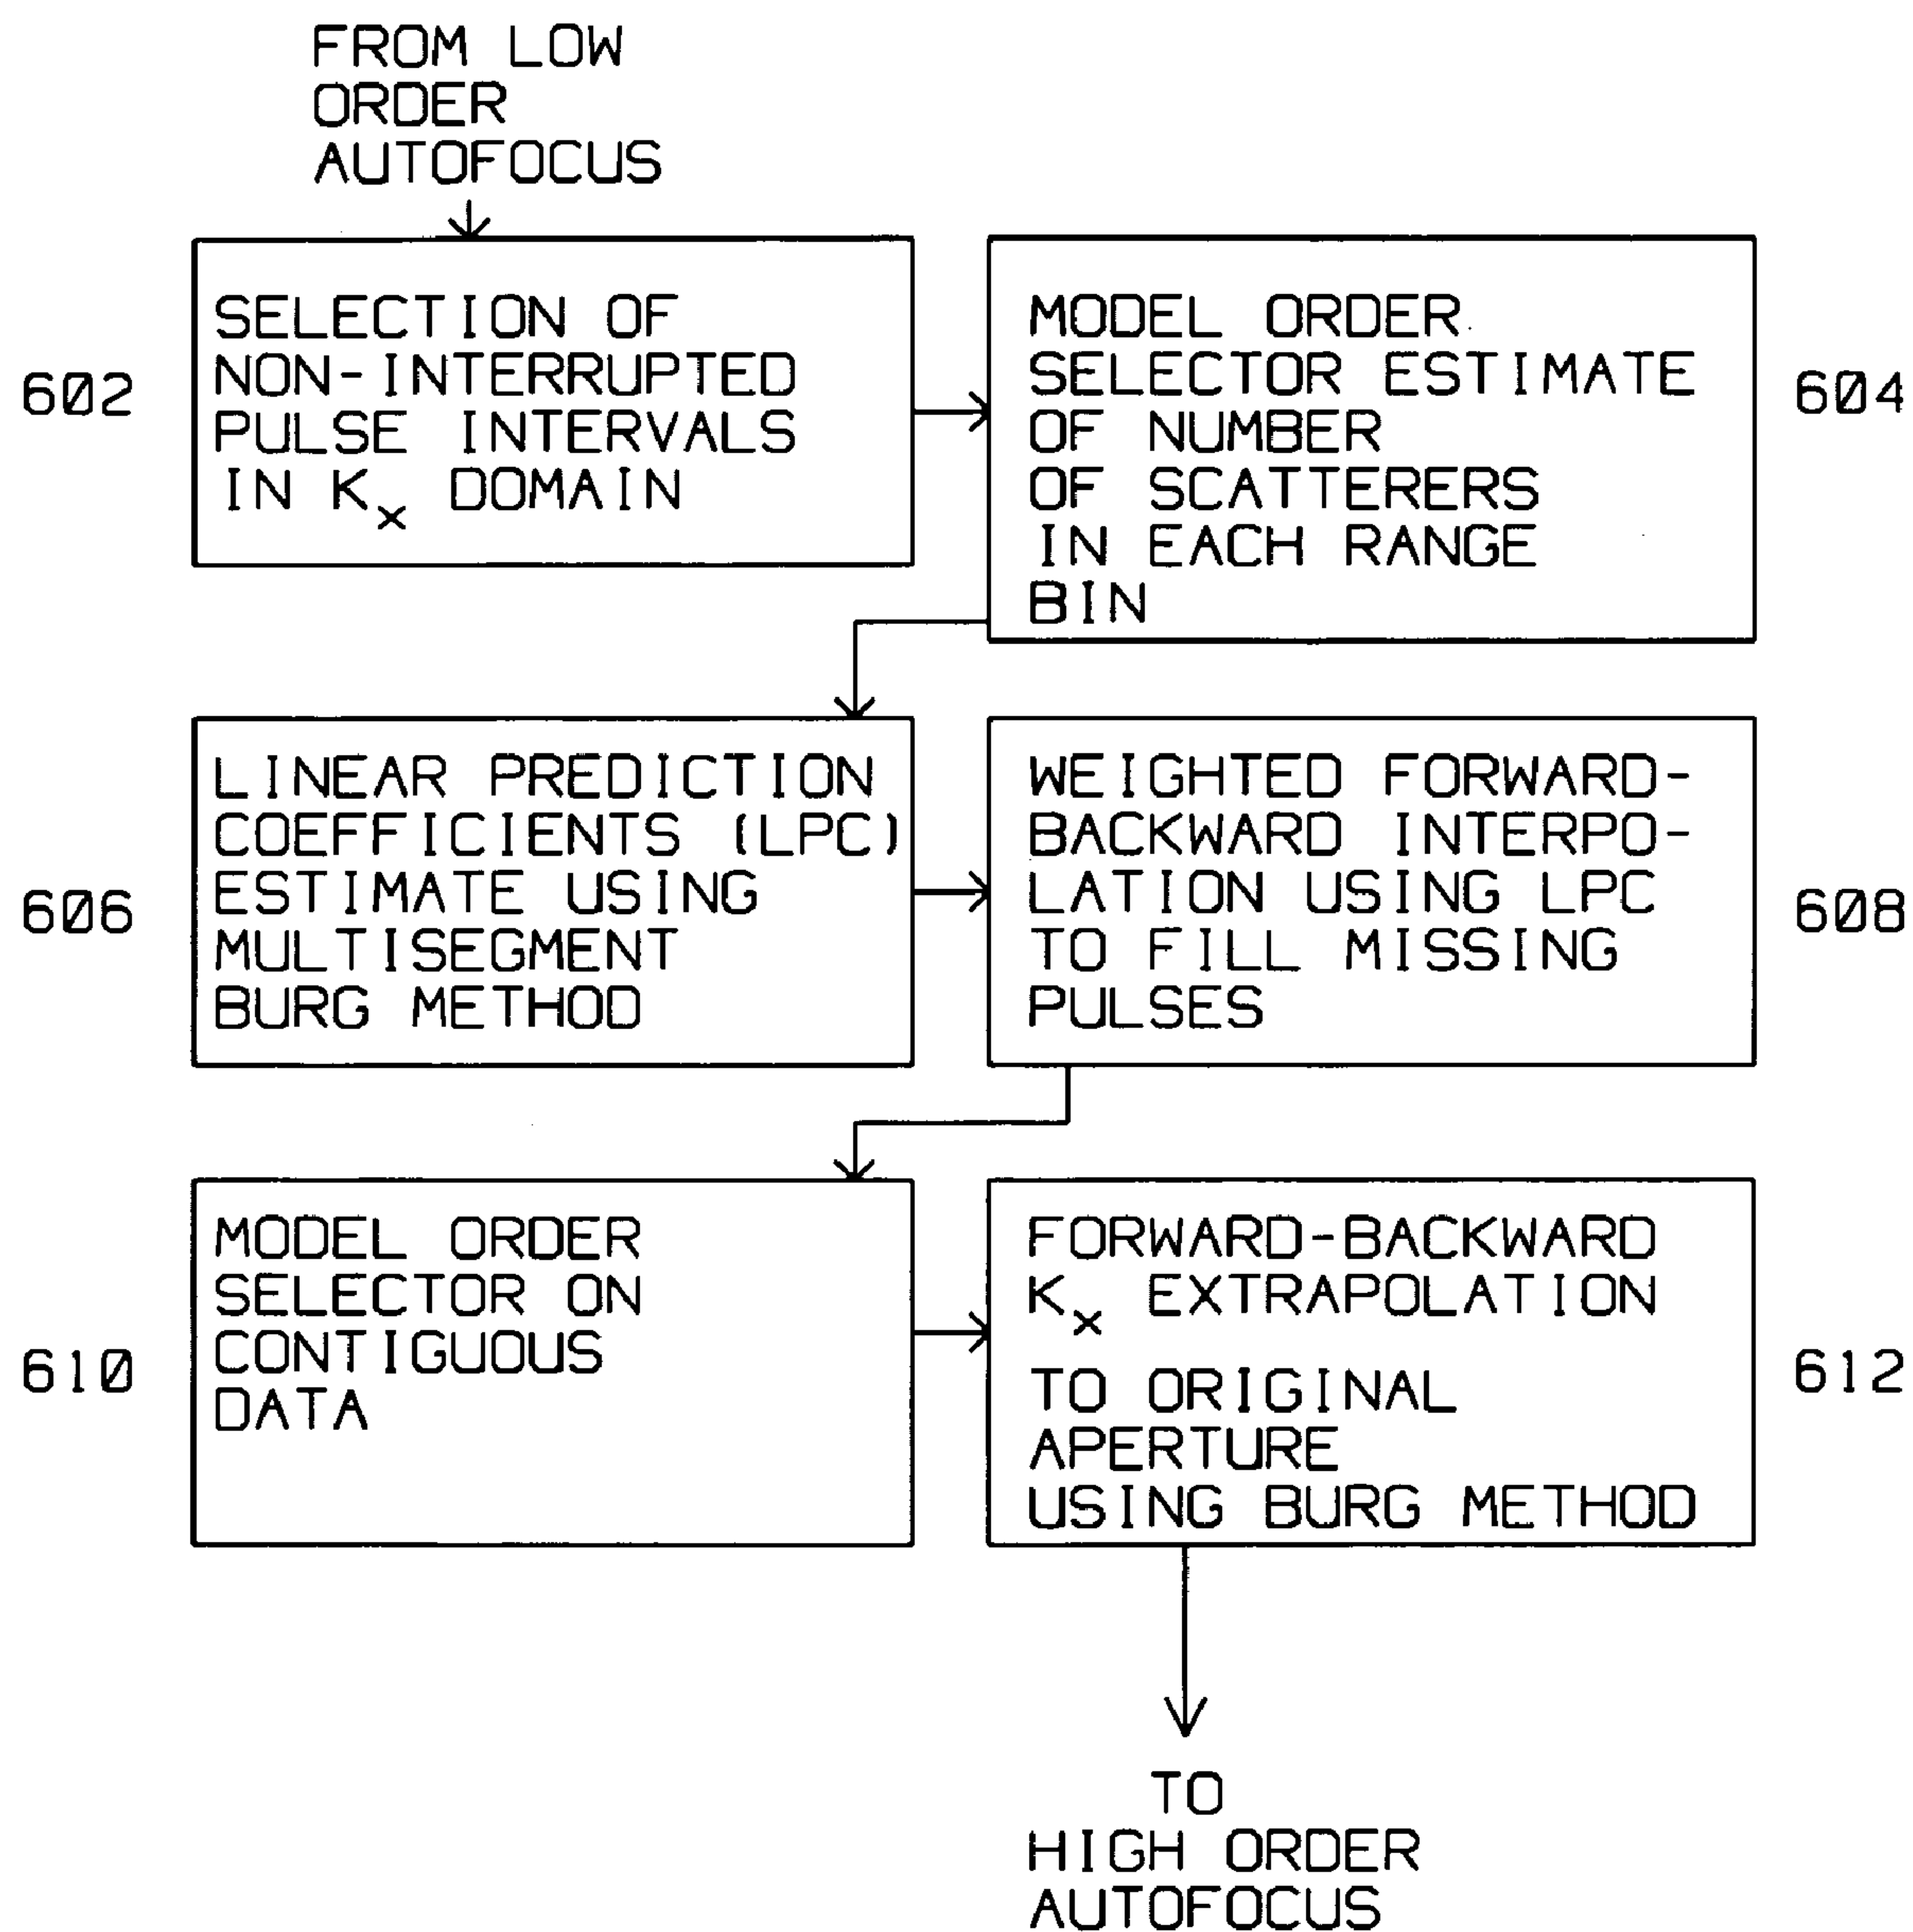 FROM LOW
ORDER
AUTOFOCUS
602
SELECTION OF
NON-INTERRUPTED
PULSE INTERVALS
IN Kx DOMAIN
MODEL ORDER
SELECTOR ESTIMATE
OF NUMBER
OF SCATTERERS
IN EACH RANGE
BIN
604
606
LINEAR PREDICTION
COEFFICIENTS (LPC)
ESTIMATE USING
MULTISEGMENT
BURG METHOD
WEIGHTED FORWARD-
BACKWARD INTERPO-
LATION USING LPC
TO FILL MISSING
PULSES
608
610
MODEL ORDER
SELECTOR ON
CONTIGUOUS
DATA
FORWARD-BACKWARD
Kx EXTRAPOLATION
TO ORIGINAL
APERTURE
USING BURG METHOD
612
TO
HIGH ORDER
AUTOFOCUS